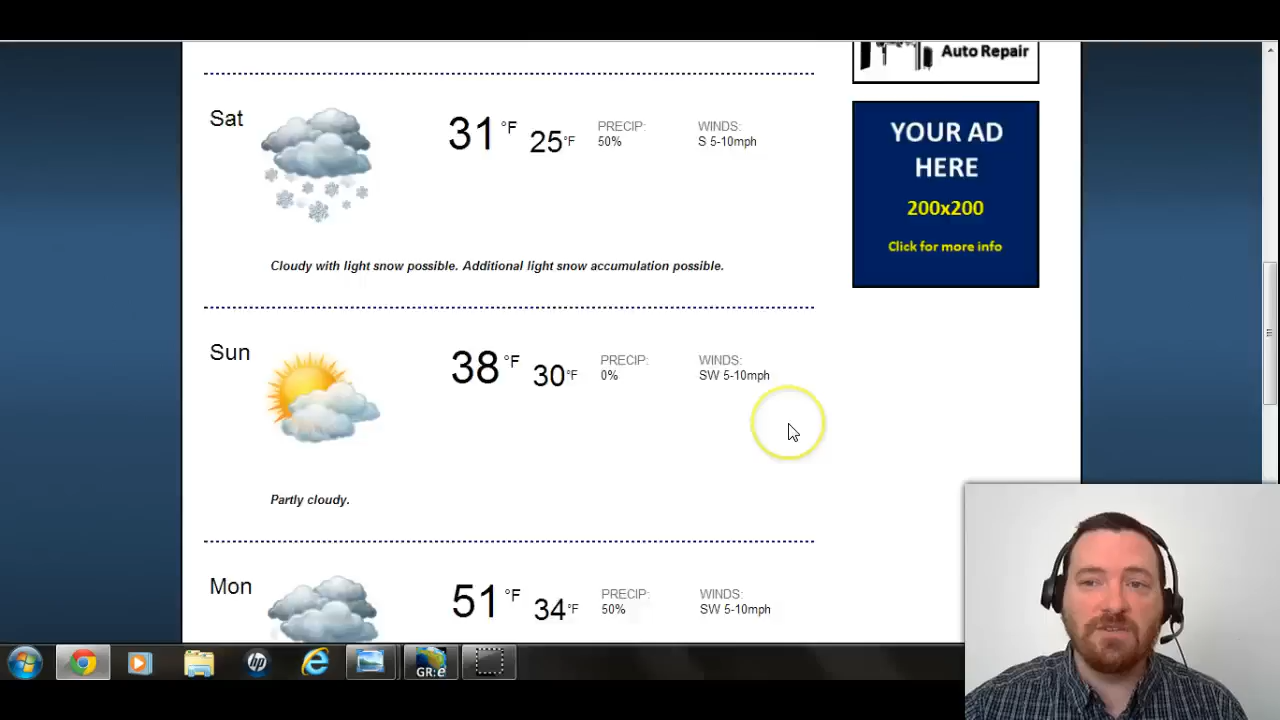 Auto Repair
Sat
31 °F 25°F
PRECIP:
50%
WINDS:
S 5-10mph
Cloudy with light snow possible. Additional light snow accumulation possible.
YOUR AD
HERE
200x200
Click for more info
Sun
38 °F 30°F
PRECIP:
0%
WINDS:
SW 5-10mph
Partly cloudy.
Mon
51 °F 34°F
PRECIP:
50%
WINDS:
SW 5-10mph
hp
GR:e